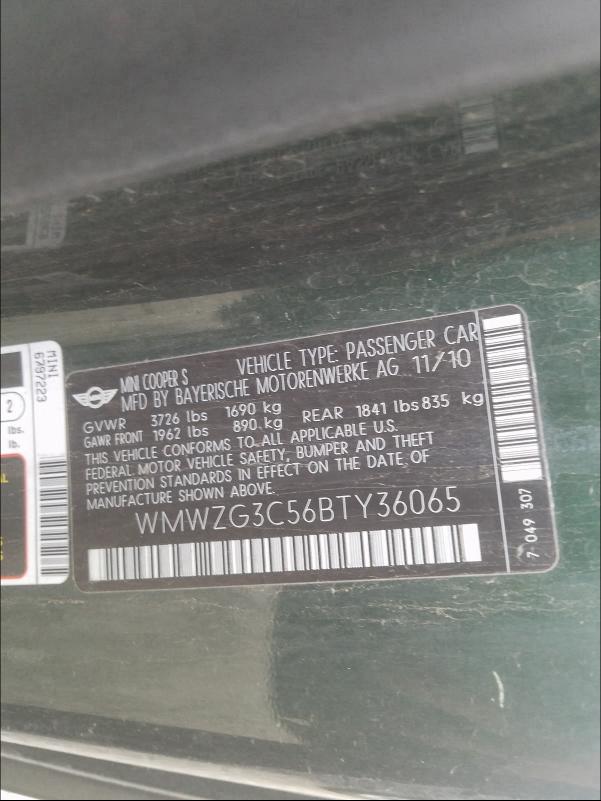 MINI COOPER S VEHICLE TYPE: PASSENGER CAR
MFD BY BAYERISCHE MOTORENWERKE AG 11/10
GVWR 3726 lbs 1690 kg
GAWR FRONT 1962 lbs 890 kg REAR 1841 lbs 835 kg
THIS VEHICLE CONFORMS TO ALL APPLICABLE U.S.
FEDERAL MOTOR VEHICLE SAFETY, BUMPER AND THEFT
PREVENTION STANDARDS IN EFFECT ON THE DATE OF
MANUFACTURE SHOWN ABOVE.
WMWZG3C56BTY36065
7 049 307
MINI
6797223
2
lbs.
lb.